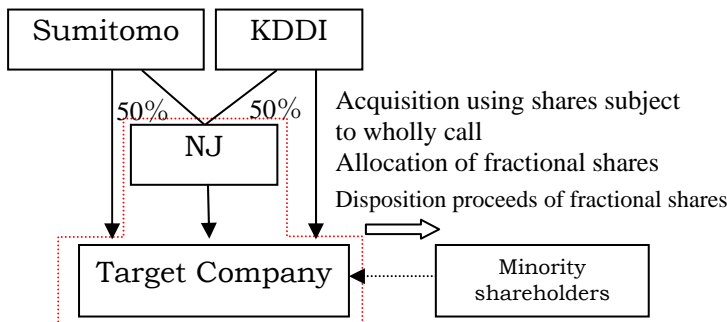 Sumitomo
KDDI
50%
50%
NJ
Acquisition using shares subject
to wholly call
Allocation of fractional shares
Disposition proceeds of fractional shares
Target Company
Minority
shareholders